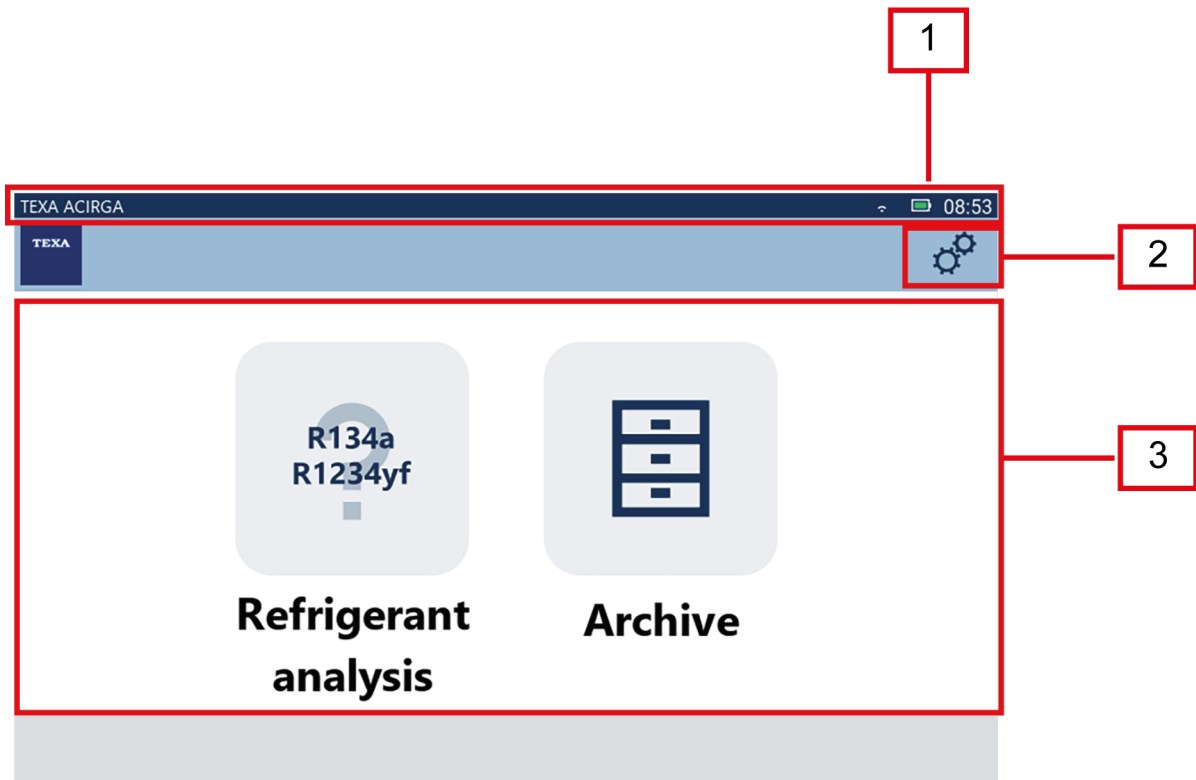 1
TEXA ACIRGA
08:53
TEXA
2
R134a
R1234yf
3
Refrigerant
analysis
Archive